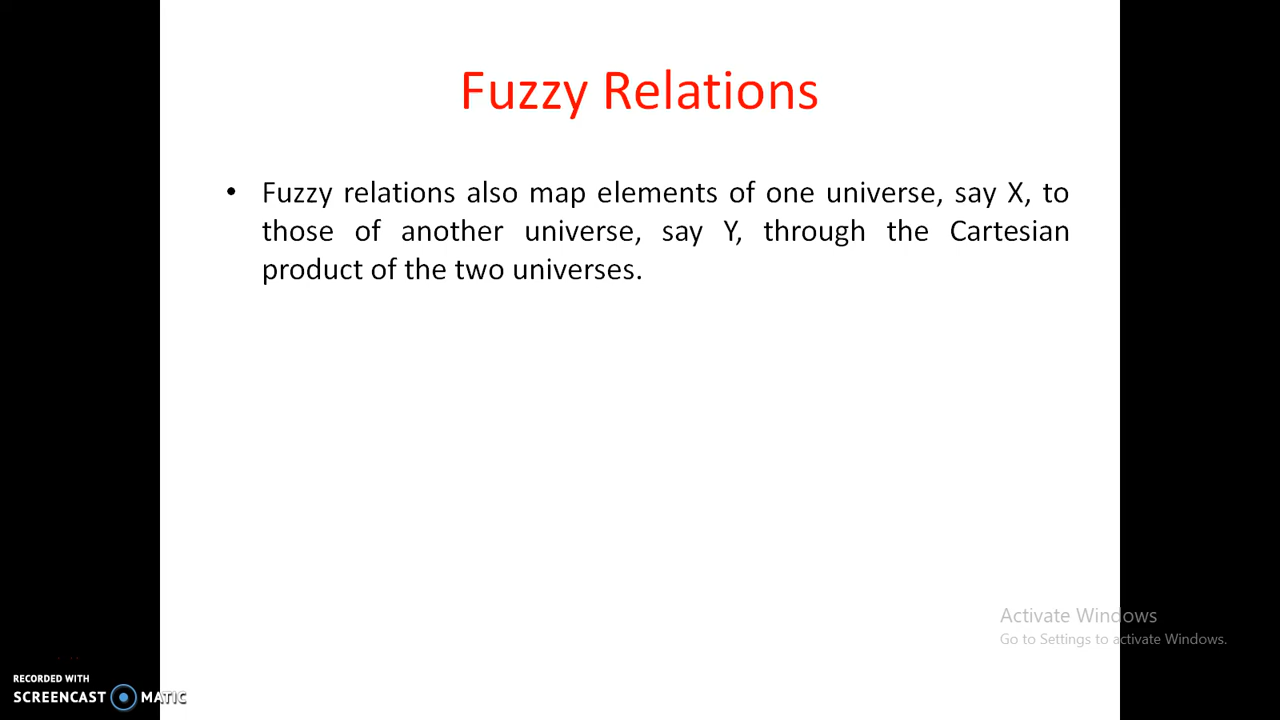 Fuzzy Relations
• Fuzzy relations also map elements of one universe, say X, to
those of another universe, say Y, through the Cartesian
product of the two universes.
Activate Windows
Go to Settings to activate Windows.
RECORDED WITH
SCREENCAST MATIC